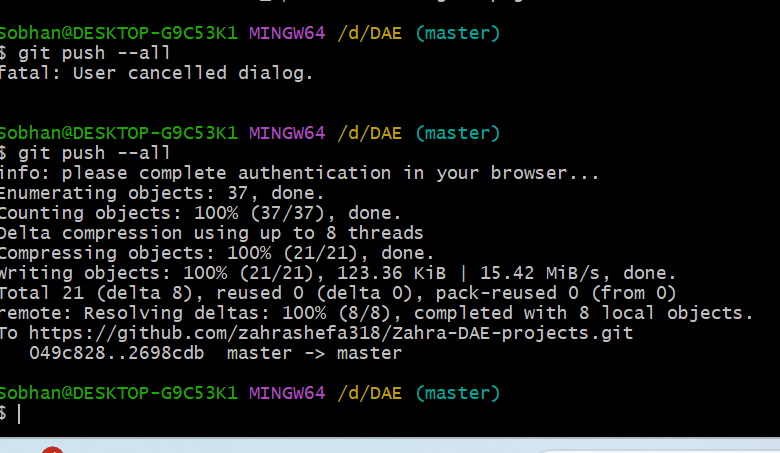 Sobhan@DESKTOP-G9C53K1 MINGW64 /d/DAE (master)
$ git push --all
fatal: User cancelled dialog.
Sobhan@DESKTOP-G9C53K1 MINGW64 /d/DAE (master)
$ git push --all
info: please complete authentication in your browser...
Enumerating objects: 37, done.
Counting objects: 100% (37/37), done.
Delta compression using up to 8 threads
Compressing objects: 100% (21/21), done.
Writing objects: 100% (21/21), 123.36 KiB | 15.42 MiB/s, done.
Total 21 (delta 8), reused 0 (delta 0), pack-reused 0 (from 0)
remote: Resolving deltas: 100% (8/8), completed with 8 local objects.
To https://github.com/zahrashefa318/Zahra-DAE-projects.git
   049c828..2698cdb  master -> master
Sobhan@DESKTOP-G9C53K1 MINGW64 /d/DAE (master)
$